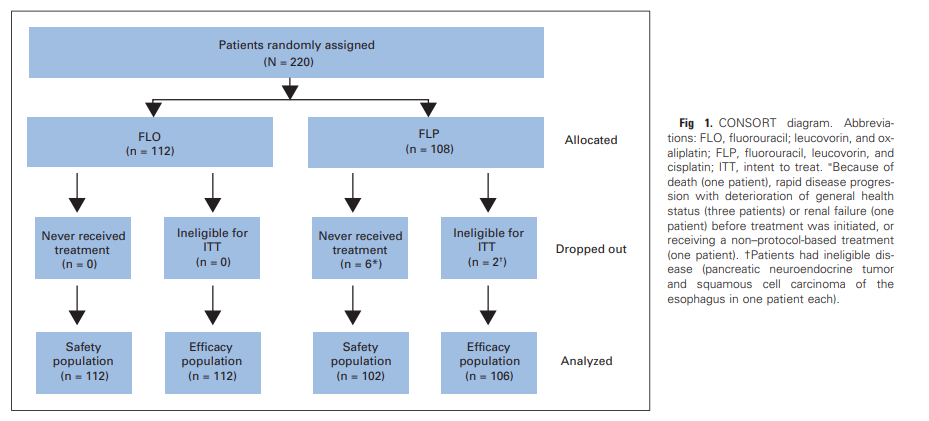 Patients randomly assigned
(N = 220)
FLO
(n = 112)
FLP
(n = 108)
Allocated
Never received
treatment
(n = 0)
Ineligible for
ITT
(n = 0)
Never received
treatment
(n = 6*)
Ineligible for
ITT
(n = 2†)
Dropped out
Safety
population
(n = 112)
Efficacy
population
(n = 112)
Safety
population
(n = 102)
Efficacy
population
(n = 106)
Analyzed
Fig 1. CONSORT diagram. Abbrevia-
tions: FLO, fluorouracil; leucovorin, and ox-
aliplatin; FLP, fluorouracil, leucovorin, and
cisplatin; ITT, intent to treat. *Because of
death (one patient), rapid disease progres-
sion with deterioration of general health
status (three patients) or renal failure (one
patient) before treatment was initiated, or
receiving a non–protocol-based treatment
(one patient). †Patients had ineligible dis-
ease (pancreatic neuroendocrine tumor
and squamous cell carcinoma of the
esophagus in one patient each).